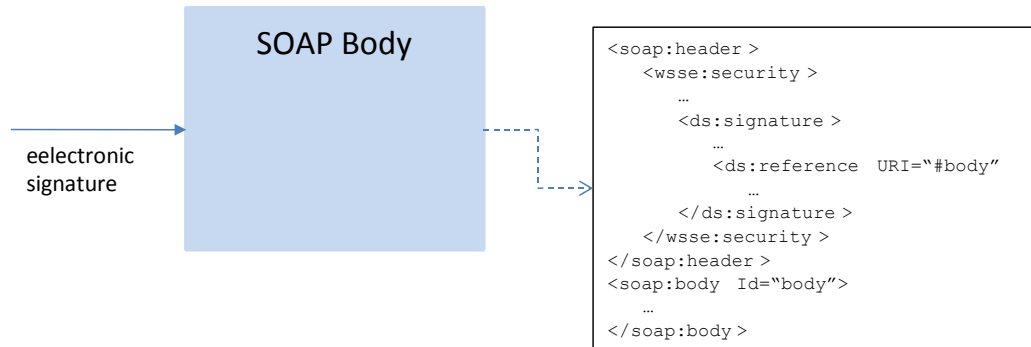 SOAP Body
eelectronic
signature
<soap:header >
<wsse:security >
…
<ds:signature >
…
<ds:reference URI=“#body”
…
</ds:signature >
</wsse:security >
</soap:header >
<soap:body Id=“body”>
…
</soap:body >